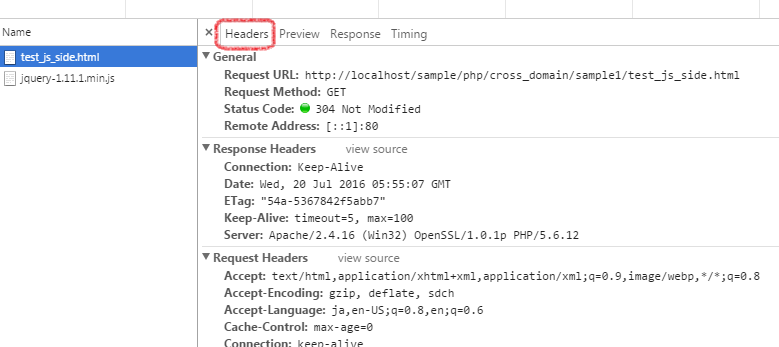 Name
× Headers Preview Response Timing
test_js_side.html
jquery-1.11.1.min.js
▼ General
Request URL: http://localhost/sample/php/cross_domain/sample1/test_js_side.html
Request Method: GET
Status Code: 304 Not Modified
Remote Address: [::1]:80
▼ Response Headers view source
Connection: Keep-Alive
Date: Wed, 20 Jul 2016 05:55:07 GMT
ETag: "54a-5367842f5abb7"
Keep-Alive: timeout=5, max=100
Server: Apache/2.4.16 (Win32) OpenSSL/1.0.1p PHP/5.6.12
▼ Request Headers view source
Accept: text/html,application/xhtml+xml,application/xml;q=0.9,image/webp,*/*;q=0.8
Accept-Encoding: gzip, deflate, sdch
Accept-Language: ja,en-US;q=0.8,en;q=0.6
Cache-Control: max-age=0
Connection: keep-alive